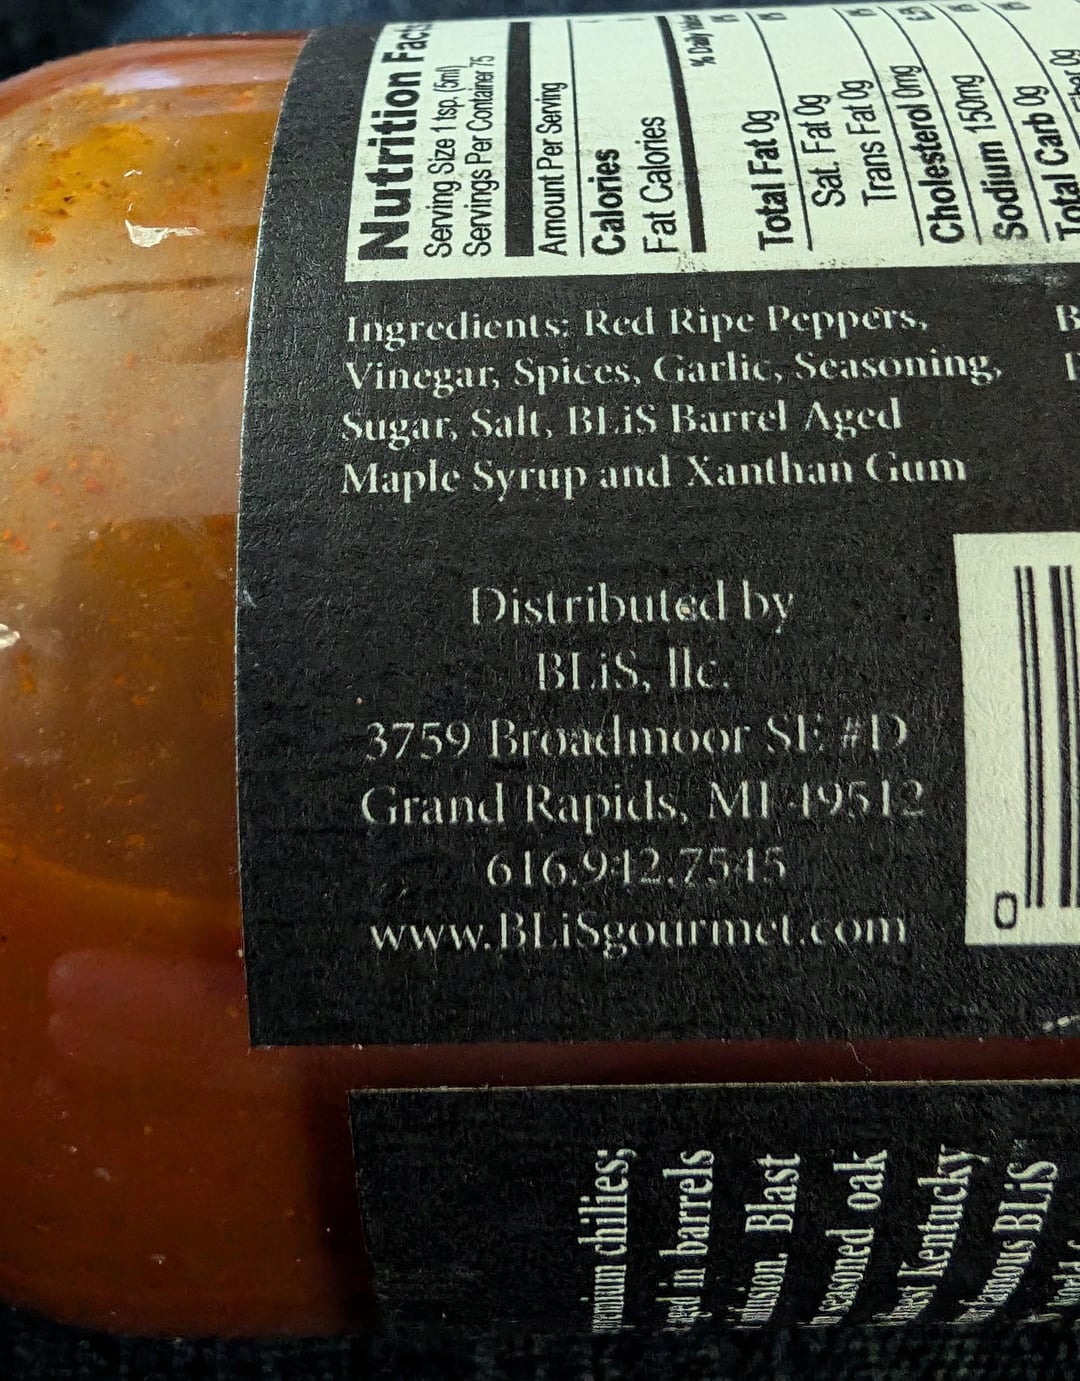 Nutrition Facts
Serving Size 1 tsp. (5ml)
Servings Per Container 75
Amount Per Serving
Calories
Fat Calories
% Daily Value
Total Fat 0g
Sat. Fat 0g
Trans Fat 0g
Cholesterol 0mg
Sodium 150mg
Total Carb 0g
0g
Ingredients: Red Ripe Peppers,
Vinegar, Spices, Garlic, Seasoning,
Sugar, Salt, BLiS Barrel Aged
Maple Syrup and Xanthan Gum
Distributed by
BLiS, llc.
3759 Broadmoor SE #D
Grand Rapids, MI 49512
616.942.7545
www.BLiSgourmet.com
0
chilies;
in barrels
Blast
seasoned oak
Kentucky
BLiS